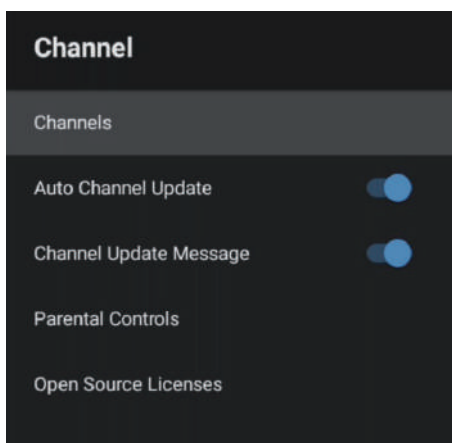 Channel
Channels
Auto Channel Update
Channel Update Message
Parental Controls
Open Source Licenses